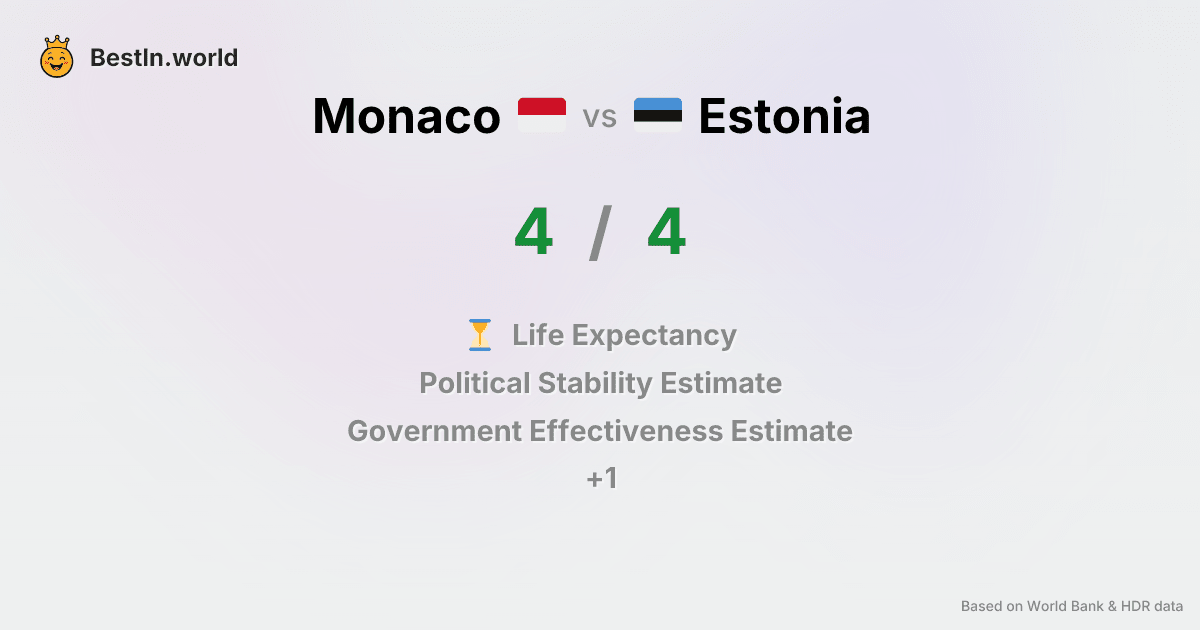 BestIn.world
Monaco vs Estonia
4 / 4
Life Expectancy
Political Stability Estimate
Government Effectiveness Estimate
+1
Based on World Bank & HDR data